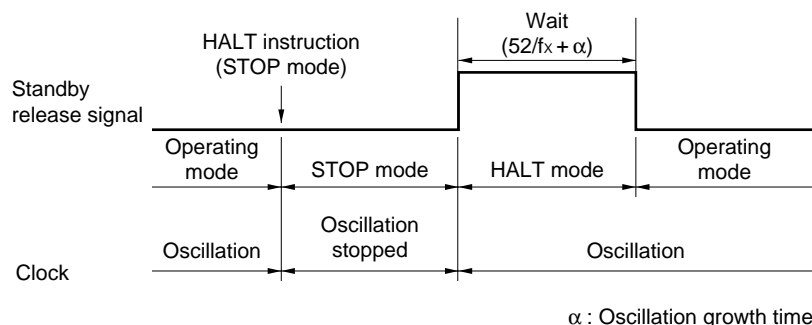 Wait
(52/fx + α)
HALT instruction
(STOP mode)
Standby
release signal
Operating
mode
STOP mode
HALT mode
Operating
mode
Oscillation
Oscillation
stopped
Oscillation
Clock
α : Oscillation growth time